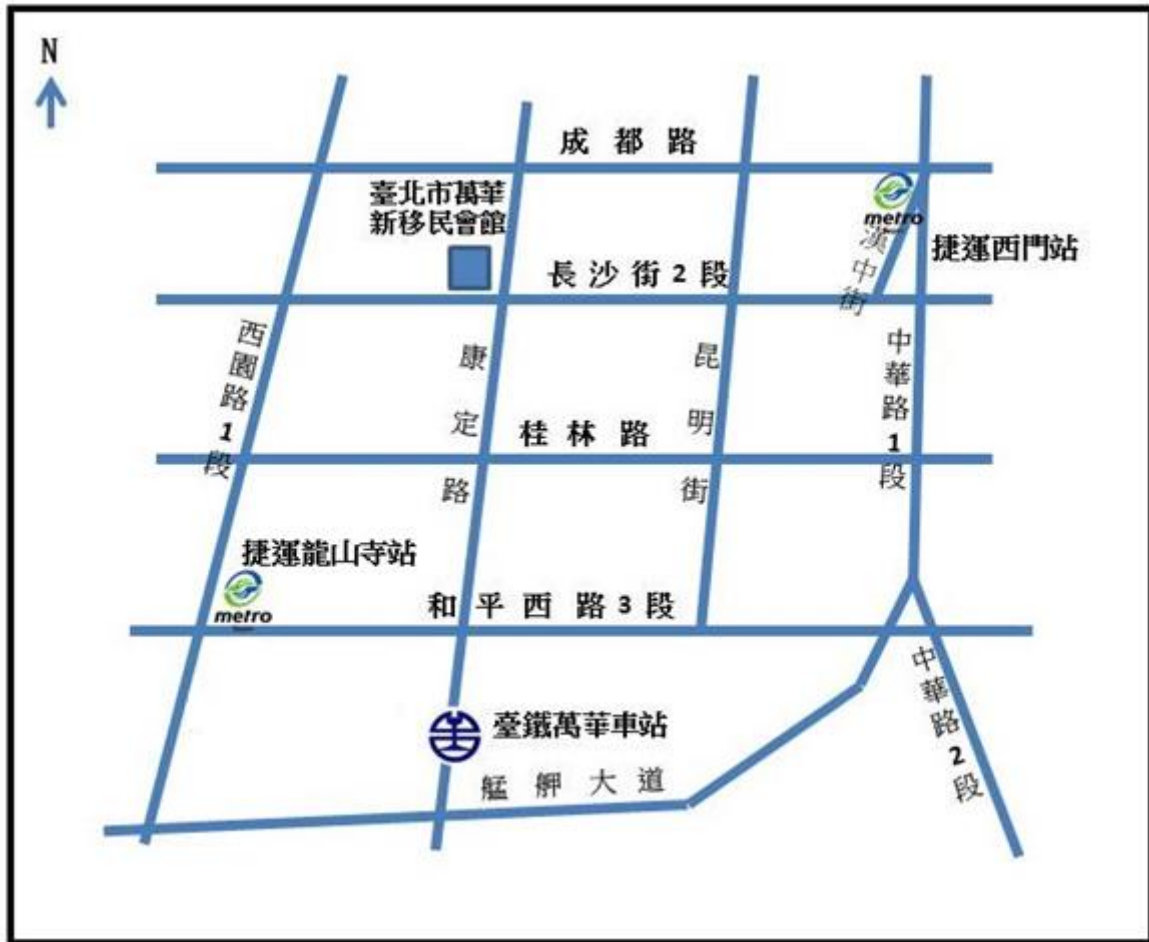 N
成都路
臺北市萬華
新移民會館
metro
漢中街
捷運西門站
長沙街2段
西園路1段
康定路
昆明街
中華路1段
桂林路
捷運龍山寺站
metro
和平西路3段
臺鐵萬華車站
中華路2段
艋舺大道